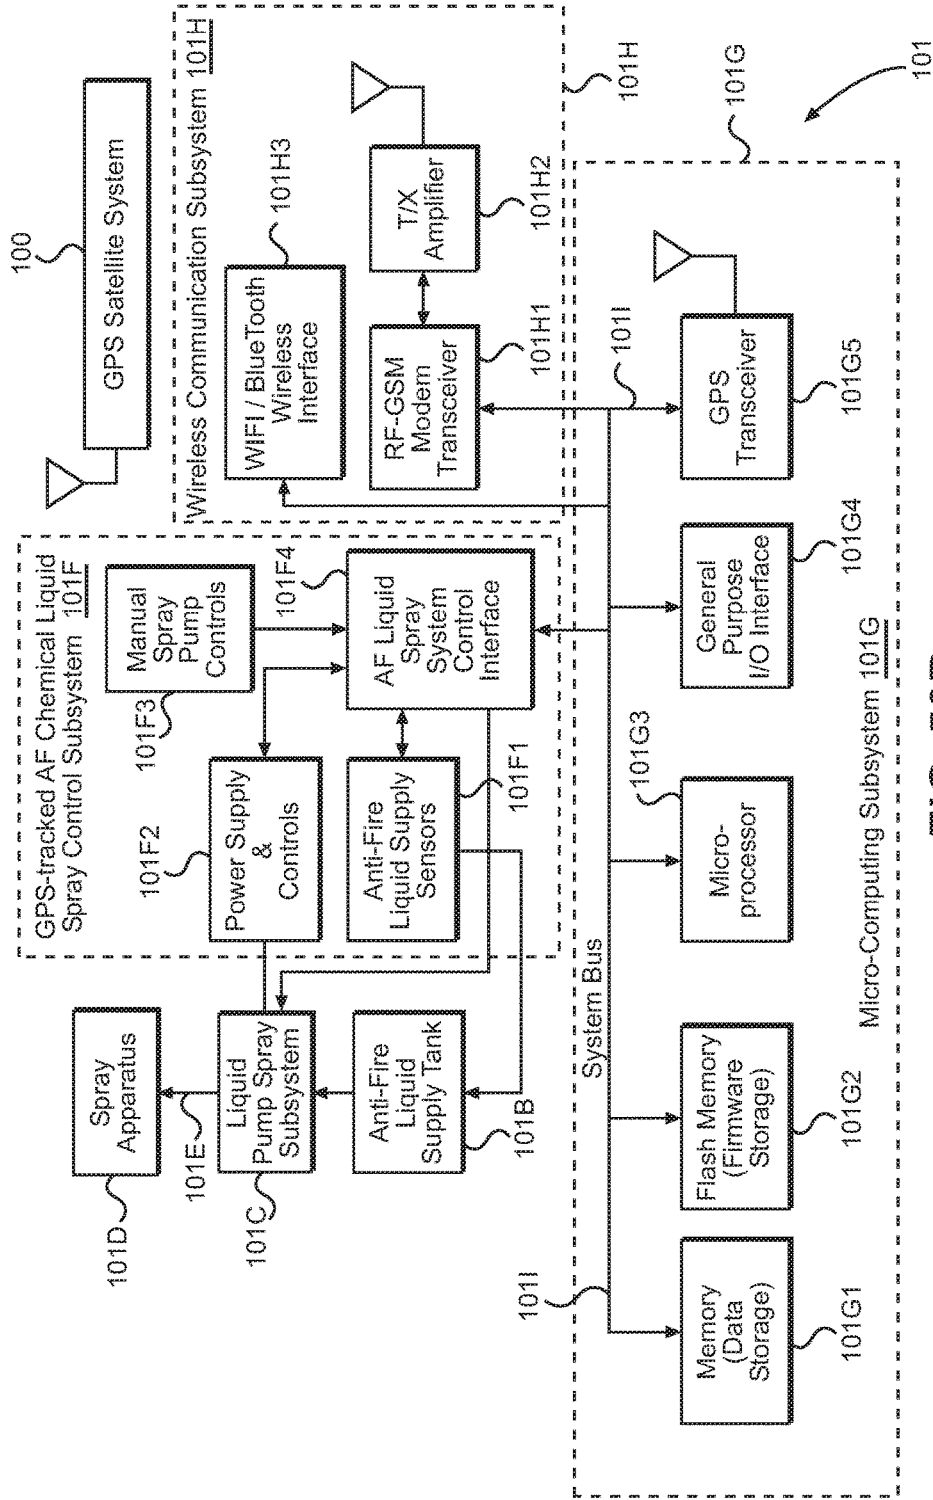 GPS-tracked AF Chemical Liquid
Spray Control Subsystem 101F
100
GPS Satellite System
Wireless Communication Subsystem 101H
101D
Spray
Apparatus
101E
101C
Liquid
Pump Spray
Subsystem
Anti-Fire
Liquid
Supply Tank
101B
101F2
Power Supply
&
Controls
101F3
Manual
Spray
Pump
Controls
Anti-Fire
Liquid Supply
Sensors
101F1
101F4
AF Liquid
Spray
System
Control
Interface
WIFI / BlueTooth
Wireless
Interface
101H3
RF-GSM
Modem
Transceiver
101H1
T/X
Amplifier
101H2
101H
101I
System Bus
101I
101G
101
Memory
(Data
Storage)
101G1
Flash Memory
(Firmware
Storage)
101G2
Micro-
processor
101G3
General
Purpose
I/O Interface
101G4
GPS
Transceiver
101G5
Micro-Computing Subsystem 101G